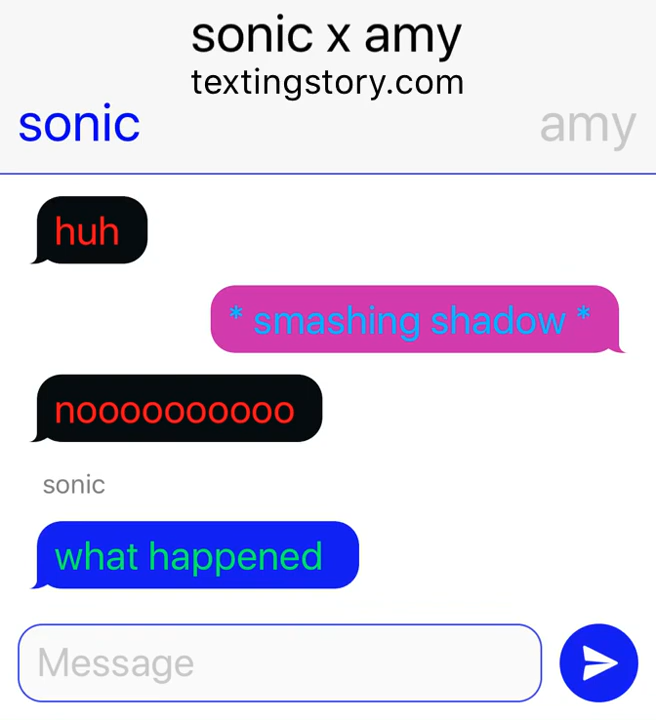 sonic x amy
textingstory.com
sonic
amy
huh
* smashing shadow *
noooooooooo
sonic
what happened
Message